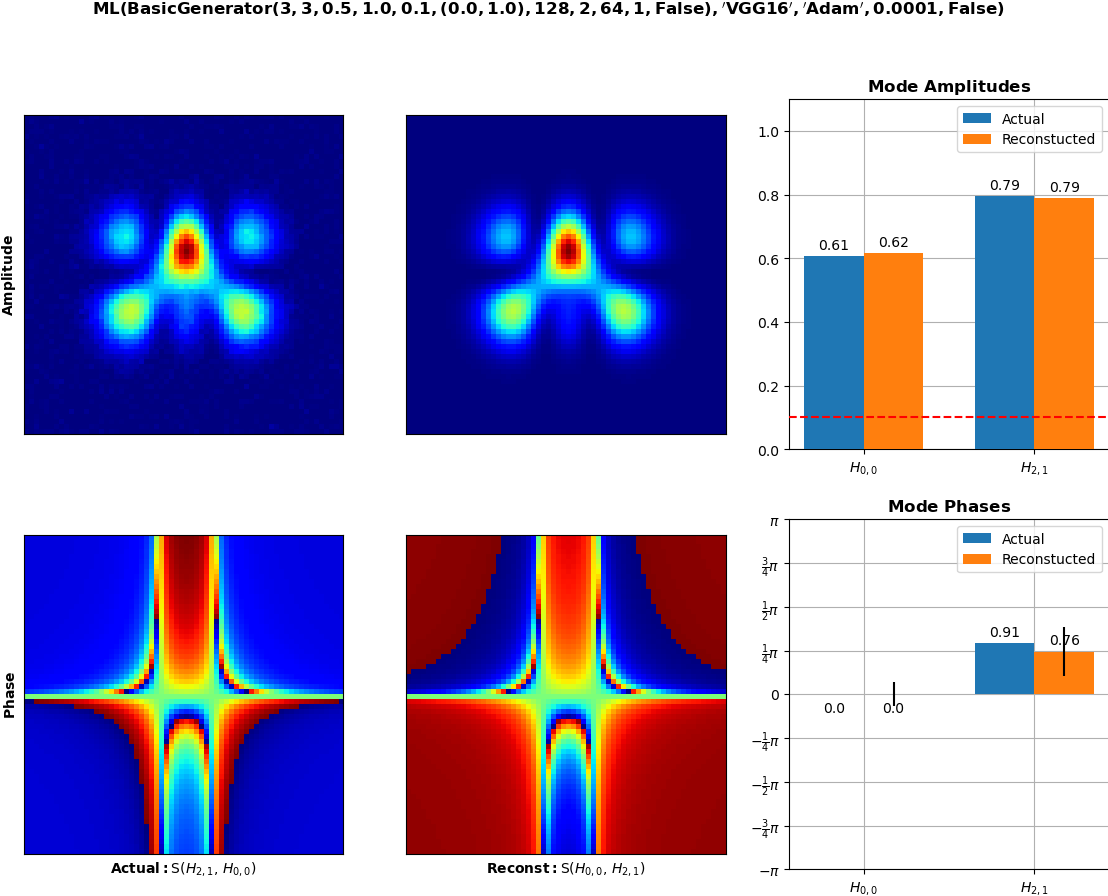 ML(BasicGenerator(3, 3, 0.5, 1.0, 0.1, (0.0, 1.0), 128, 2, 64, 1, False), ′VGG16′, ′Adam′, 0.0001, False)
Amplitude
Mode Amplitudes
Actual
Reconstucted
1.0
0.8
0.6
0.4
0.2
0.0
0.61
0.62
0.79
0.79
H₀,₀
H₂,₁
Phase
Actual: S(H₂,₁, H₀,₀)
Reconst: S(H₀,₀, H₂,₁)
Mode Phases
Actual
Reconstucted
π
3/4π
1/2π
1/4π
0
−1/4π
−1/2π
−3/4π
−π
0.0
0.0
0.91
0.76
H₀,₀
H₂,₁